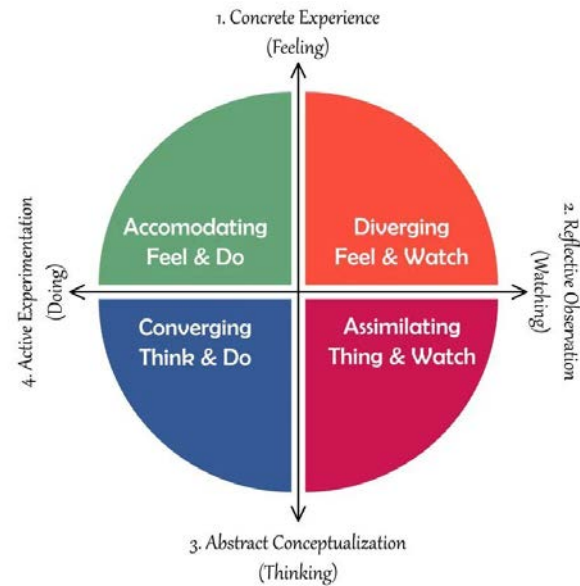 1. Concrete Experience
(Feeling)
Accomodating
Feel & Do
Diverging
Feel & Watch
4. Active Experimentation
(Doing)
2. Reflective Observation
(Watching)
Converging
Think & Do
Assimilating
Thing & Watch
3. Abstract Conceptualization
(Thinking)